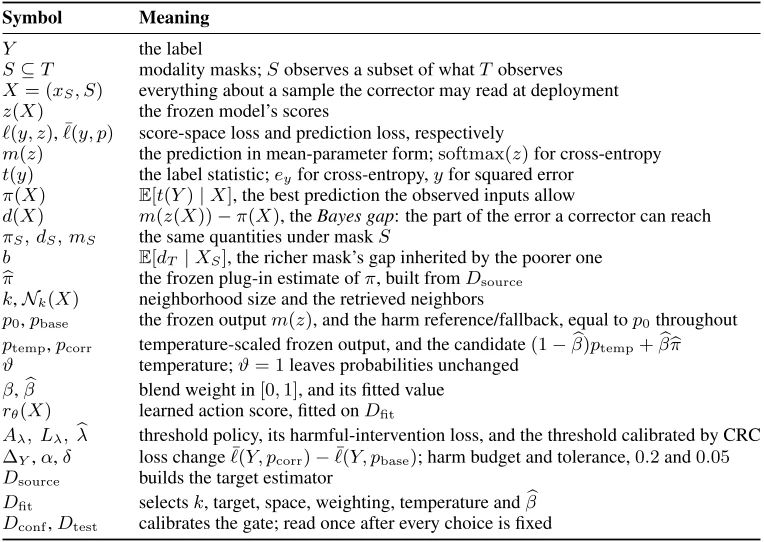 Symbol Meaning
Y the label
S ⊆ T modality masks; S observes a subset of what T observes
X = (x_S, S) everything about a sample the corrector may read at deployment
z(X) the frozen model's scores
ℓ(y, z), ℓ̄(y, p) score-space loss and prediction loss, respectively
m(z) the prediction in mean-parameter form; softmax(z) for cross-entropy
t(y) the label statistic; e_y for cross-entropy, y for squared error
π(X) 𝔼[t(Y) | X], the best prediction the observed inputs allow
d(X) m(z(X)) − π(X), the Bayes gap: the part of the error a corrector can reach
π_S, d_S, m_S the same quantities under mask S
b 𝔼[d_T | X_S], the richer mask's gap inherited by the poorer one
π̂ the frozen plug-in estimate of π, built from D_source
k, 𝒩_k(X) neighborhood size and the retrieved neighbors
p_0, p_base the frozen output m(z), and the harm reference/fallback, equal to p_0 throughout
p_temp, p_corr temperature-scaled frozen output, and the candidate (1 − β̂)p_temp + β̂π̂
ϑ temperature; ϑ = 1 leaves probabilities unchanged
β, β̂ blend weight in [0, 1], and its fitted value
r_θ(X) learned action score, fitted on D_fit
A_λ, L_λ, λ̂ threshold policy, its harmful-intervention loss, and the threshold calibrated by CRC
Δ_Y, α, δ loss change ℓ̄(Y, p_corr) − ℓ̄(Y, p_base); harm budget and tolerance, 0.2 and 0.05
D_source builds the target estimator
D_fit selects k, target, space, weighting, temperature and β̂
D_conf, D_test calibrates the gate; read once after every choice is fixed